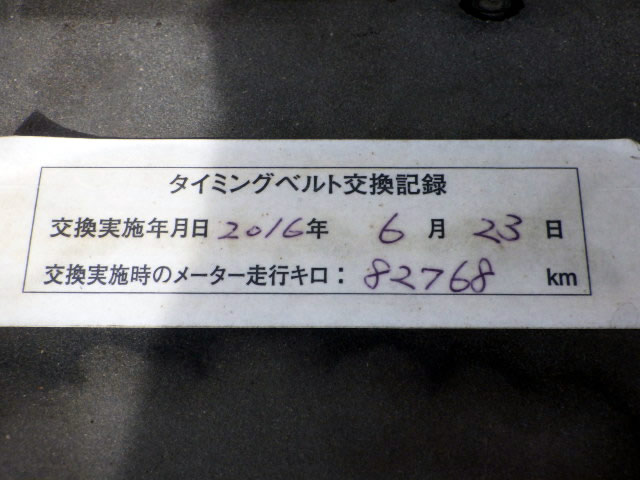 タイミングベルト交換記録
交換実施年月日 2016年 6月 23日
交換実施時のメーター走行キロ： 82768 km